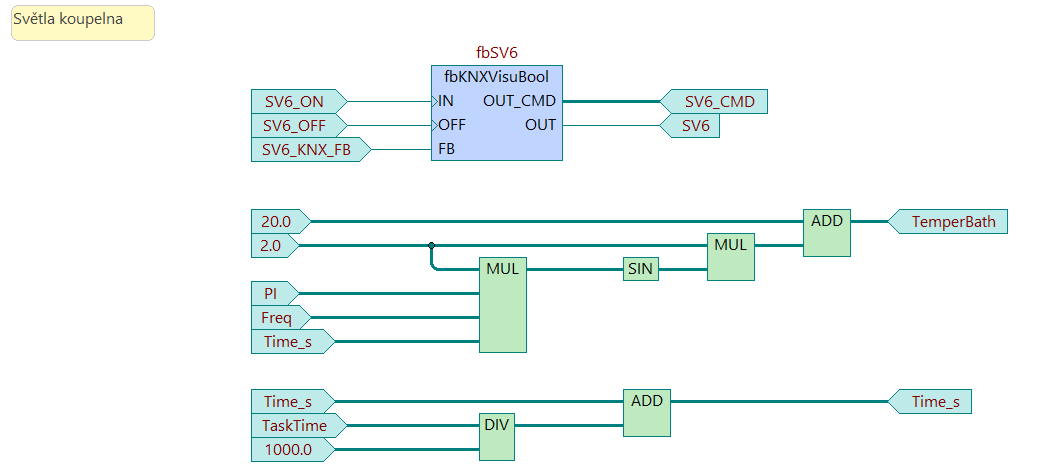 Světla koupelna
fbSV6
fbKNXVisuBool
SV6_ON IN OUT_CMD SV6_CMD
SV6_OFF OFF OUT SV6
SV6_KNX_FB FB
20.0 ADD TemperBath
2.0 MUL
MUL SIN
PI
Freq
Time_s
Time_s ADD Time_s
TaskTime DIV
1000.0